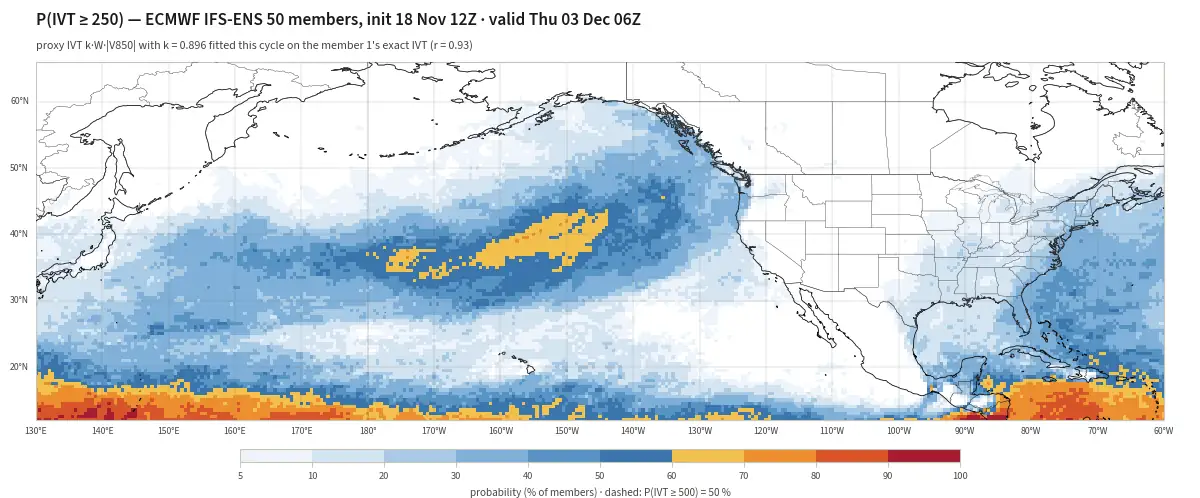 P(IVT ≥ 250) — ECMWF IFS-ENS 50 members, init 18 Nov 12Z · valid Thu 03 Dec 06Z
proxy IVT k·W·|V850| with k = 0.896 fitted this cycle on the member 1's exact IVT (r = 0.93)
60°N
50°N
40°N
30°N
20°N
130°E 140°E 150°E 160°E 170°E 180° 170°W 160°W 150°W 140°W 130°W 120°W 110°W 100°W 90°W 80°W 70°W 60°W
5 10 20 30 40 50 60 70 80 90 100
probability (% of members) · dashed: P(IVT ≥ 500) = 50 %